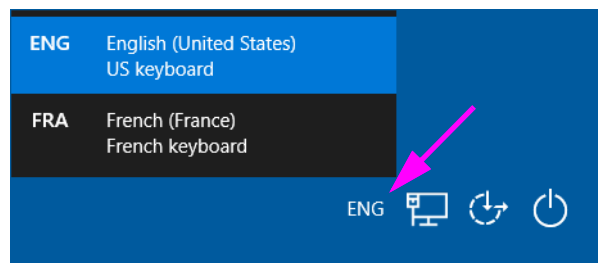 ENG English (United States)
US keyboard
FRA French (France)
French keyboard
ENG